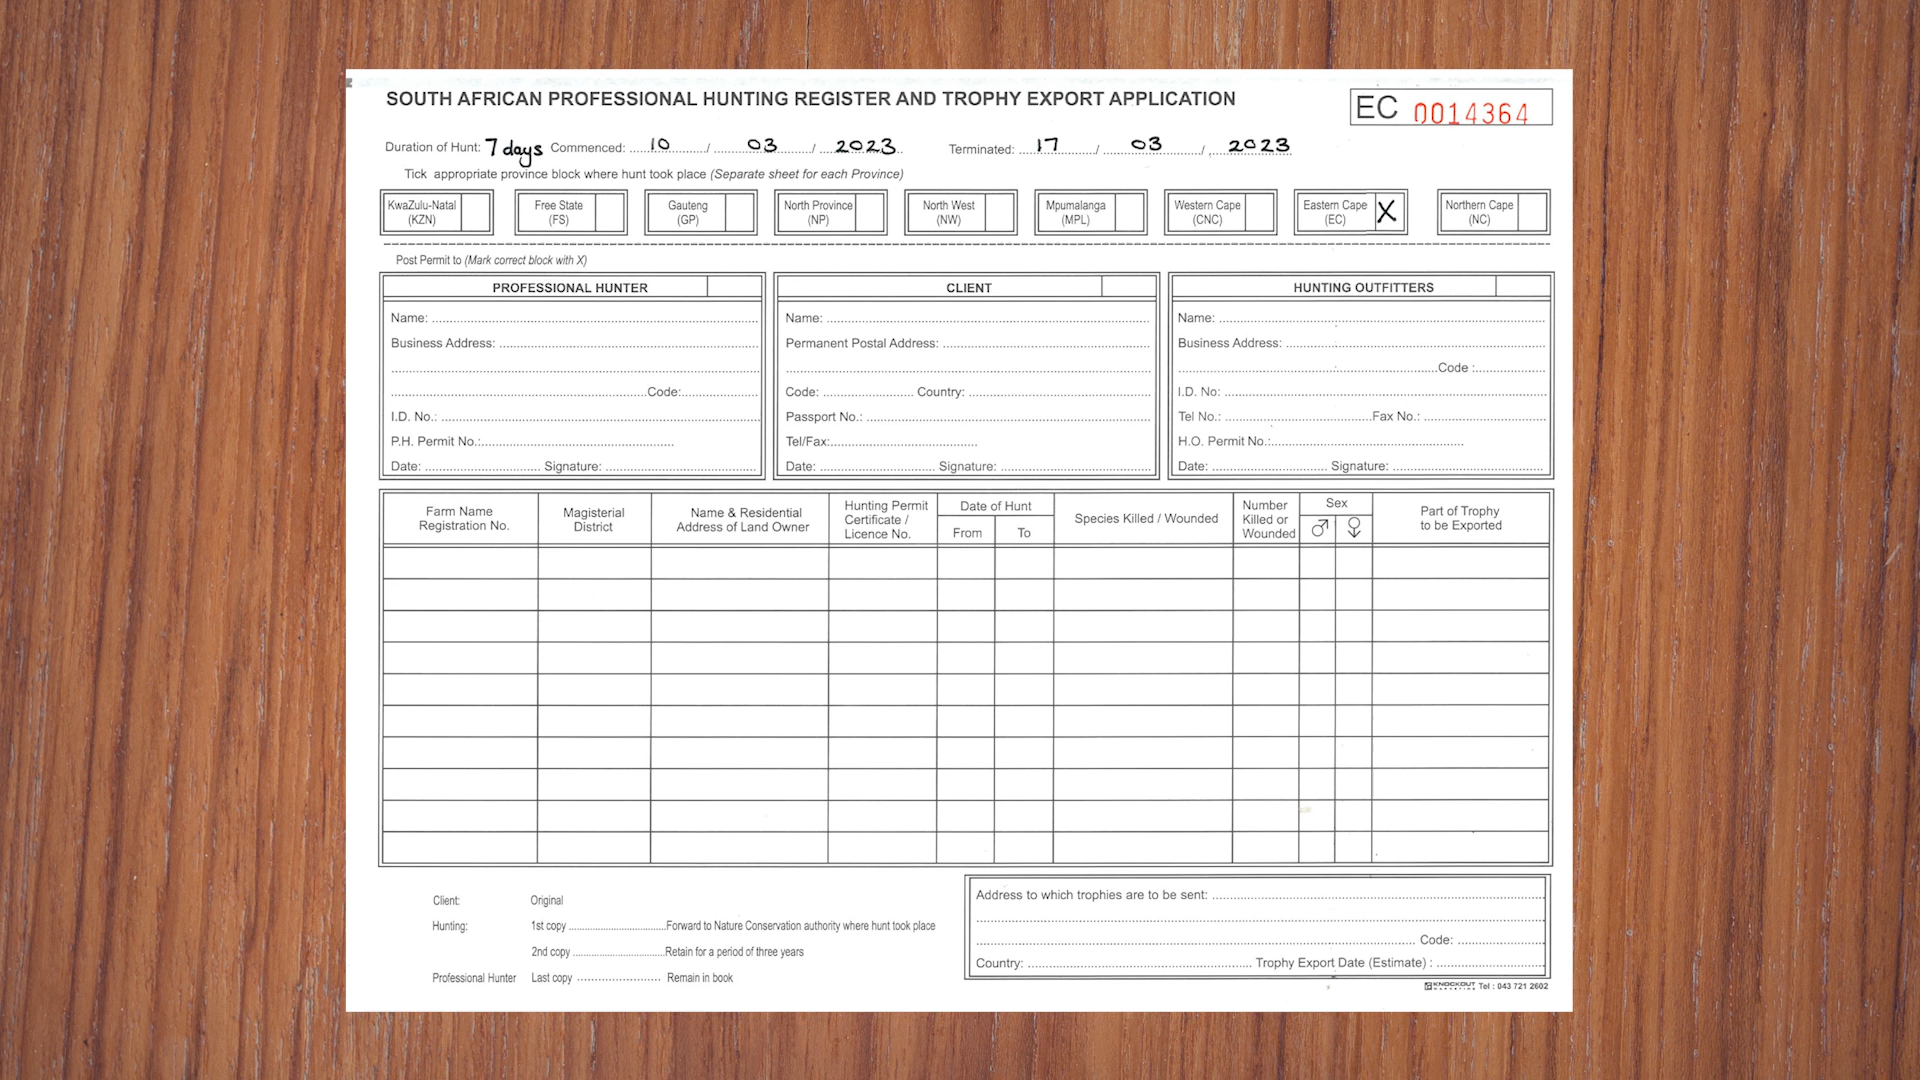 SOUTH AFRICAN PROFESSIONAL HUNTING REGISTER AND TROPHY EXPORT APPLICATION
EC 0014364
Duration of Hunt: 7 days Commenced: 10 / 03 / 2023 Terminated: 17 / 03 / 2023
Tick appropriate province block where hunt took place (Separate sheet for each Province)
KwaZulu-Natal (KZN)
Free State (FS)
Gauteng (GP)
North Province (NP)
North West (NW)
Mpumalanga (MPL)
Western Cape (CNC)
Eastern Cape (EC) X
Northern Cape (NC)
Post Permit to (Mark correct block with X)
PROFESSIONAL HUNTER
Name:
Business Address:
Code:
I.D. No.:
P.H. Permit No.:
Date: Signature:
CLIENT
Name:
Permanent Postal Address:
Code: Country:
Passport No.:
Tel/Fax:
Date: Signature:
HUNTING OUTFITTERS
Name:
Business Address:
Code :
I.D. No:
Tel No.: Fax No.:
H.O. Permit No.:
Date: Signature:
Farm Name
Registration No.
Magisterial
District
Name & Residential
Address of Land Owner
Hunting Permit
Certificate /
Licence No.
Date of Hunt
From To
Species Killed / Wounded
Number
Killed or
Wounded
Sex
♂ ♀
Part of Trophy
to be Exported
Client: Original
Hunting: 1st copy Forward to Nature Conservation authority where hunt took place
2nd copy Retain for a period of three years
Professional Hunter Last copy Remain in book
Address to which trophies are to be sent:
Code:
Country: Trophy Export Date (Estimate) :
KNOCKOUT Tel : 043 721 2602